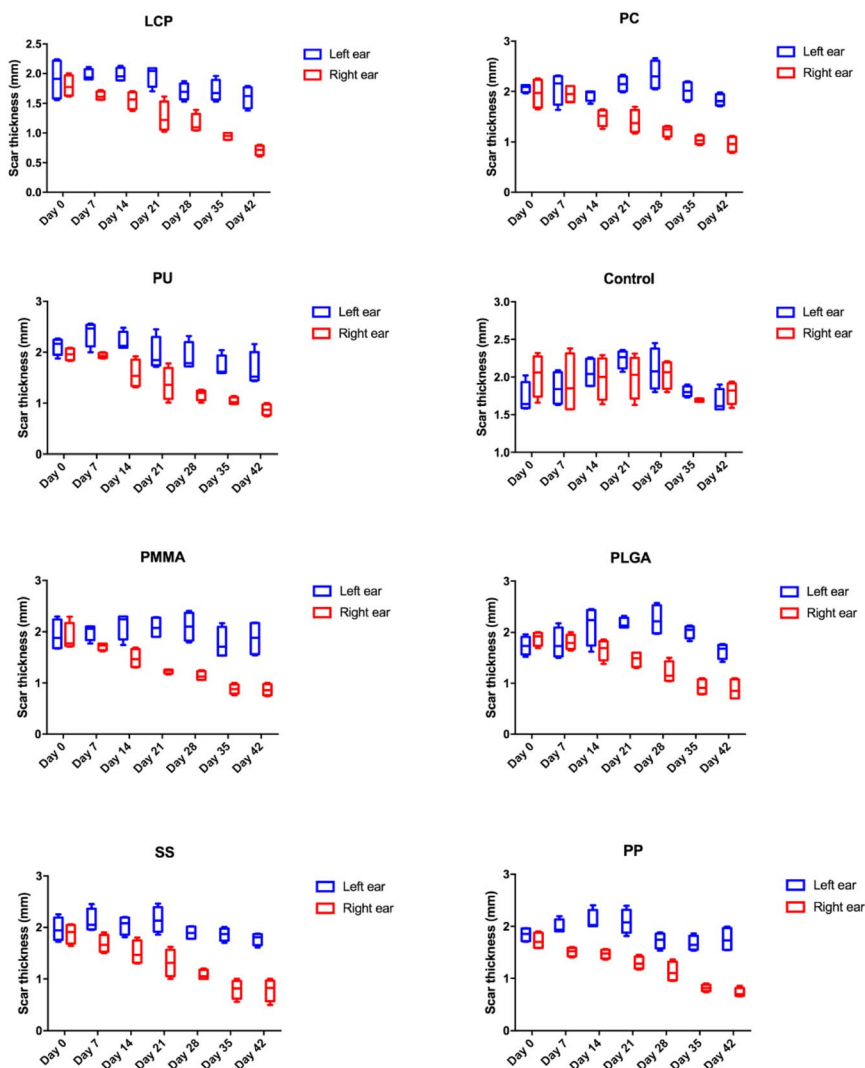 LCP
Scar thickness (mm)
2.5
2.0
1.5
1.0
0.5
0.0
Day 0
Day 7
Day 14
Day 21
Day 28
Day 35
Day 42
Left ear
Right ear
PC
Scar thickness (mm)
3
2
1
0
Day 0
Day 7
Day 14
Day 21
Day 28
Day 35
Day 42
Left ear
Right ear
PU
Scar thickness (mm)
3
2
1
0
Day 0
Day 7
Day 14
Day 21
Day 28
Day 35
Day 42
Left ear
Right ear
Control
Scar thickness (mm)
3.0
2.5
2.0
1.5
1.0
Day 0
Day 7
Day 14
Day 21
Day 28
Day 35
Day 42
Left ear
Right ear
PMMA
Scar thickness (mm)
3
2
1
0
Day 0
Day 7
Day 14
Day 21
Day 28
Day 35
Day 42
Left ear
Right ear
PLGA
Scar thickness (mm)
3
2
1
0
Day 0
Day 7
Day 14
Day 21
Day 28
Day 35
Day 42
Left ear
Right ear
SS
Scar thickness (mm)
3
2
1
0
Day 0
Day 7
Day 14
Day 21
Day 28
Day 35
Day 42
Left ear
Right ear
PP
Scar thickness (mm)
3
2
1
0
Day 0
Day 7
Day 14
Day 21
Day 28
Day 35
Day 42
Left ear
Right ear